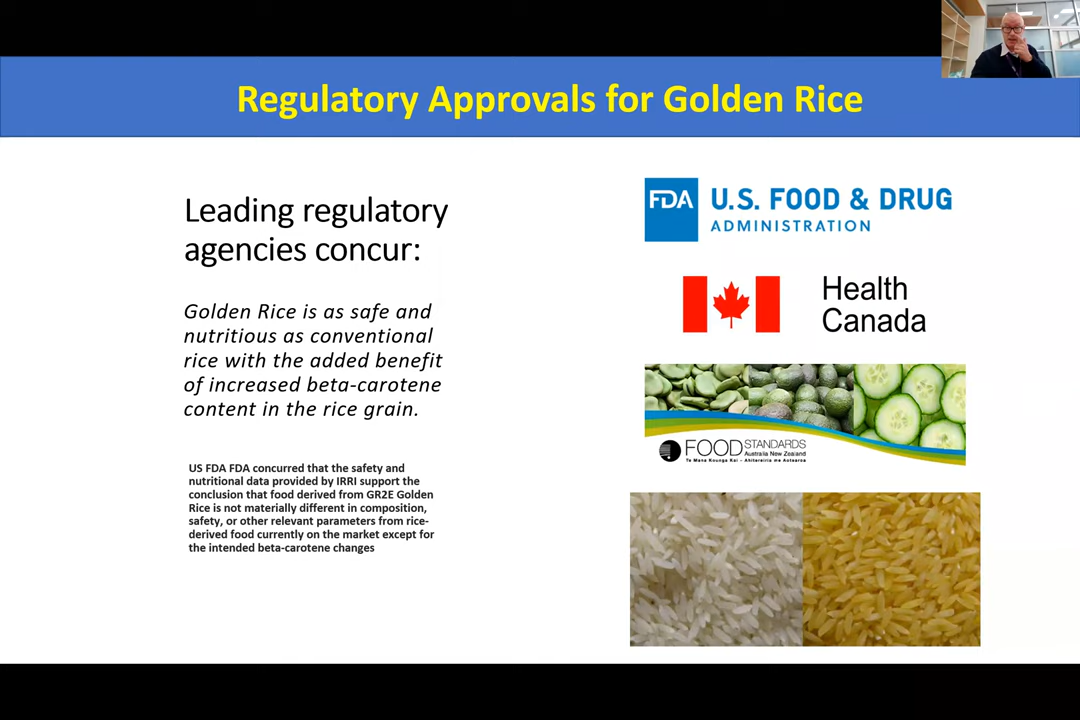 Regulatory Approvals for Golden Rice
Leading regulatory
agencies concur:
Golden Rice is as safe and
nutritious as conventional
rice with the added benefit
of increased beta-carotene
content in the rice grain.
US FDA FDA concurred that the safety and
nutritional data provided by IRRI support the
conclusion that food derived from GR2E Golden
Rice is not materially different in composition,
safety, or other relevant parameters from rice-
derived food currently on the market except for
the intended beta-carotene changes
FDA
U.S. FOOD & DRUG
ADMINISTRATION
Health
Canada
FOOD STANDARDS
Australia New Zealand
Te Mana Kounga Kai – Ahitereiria me Aotearoa